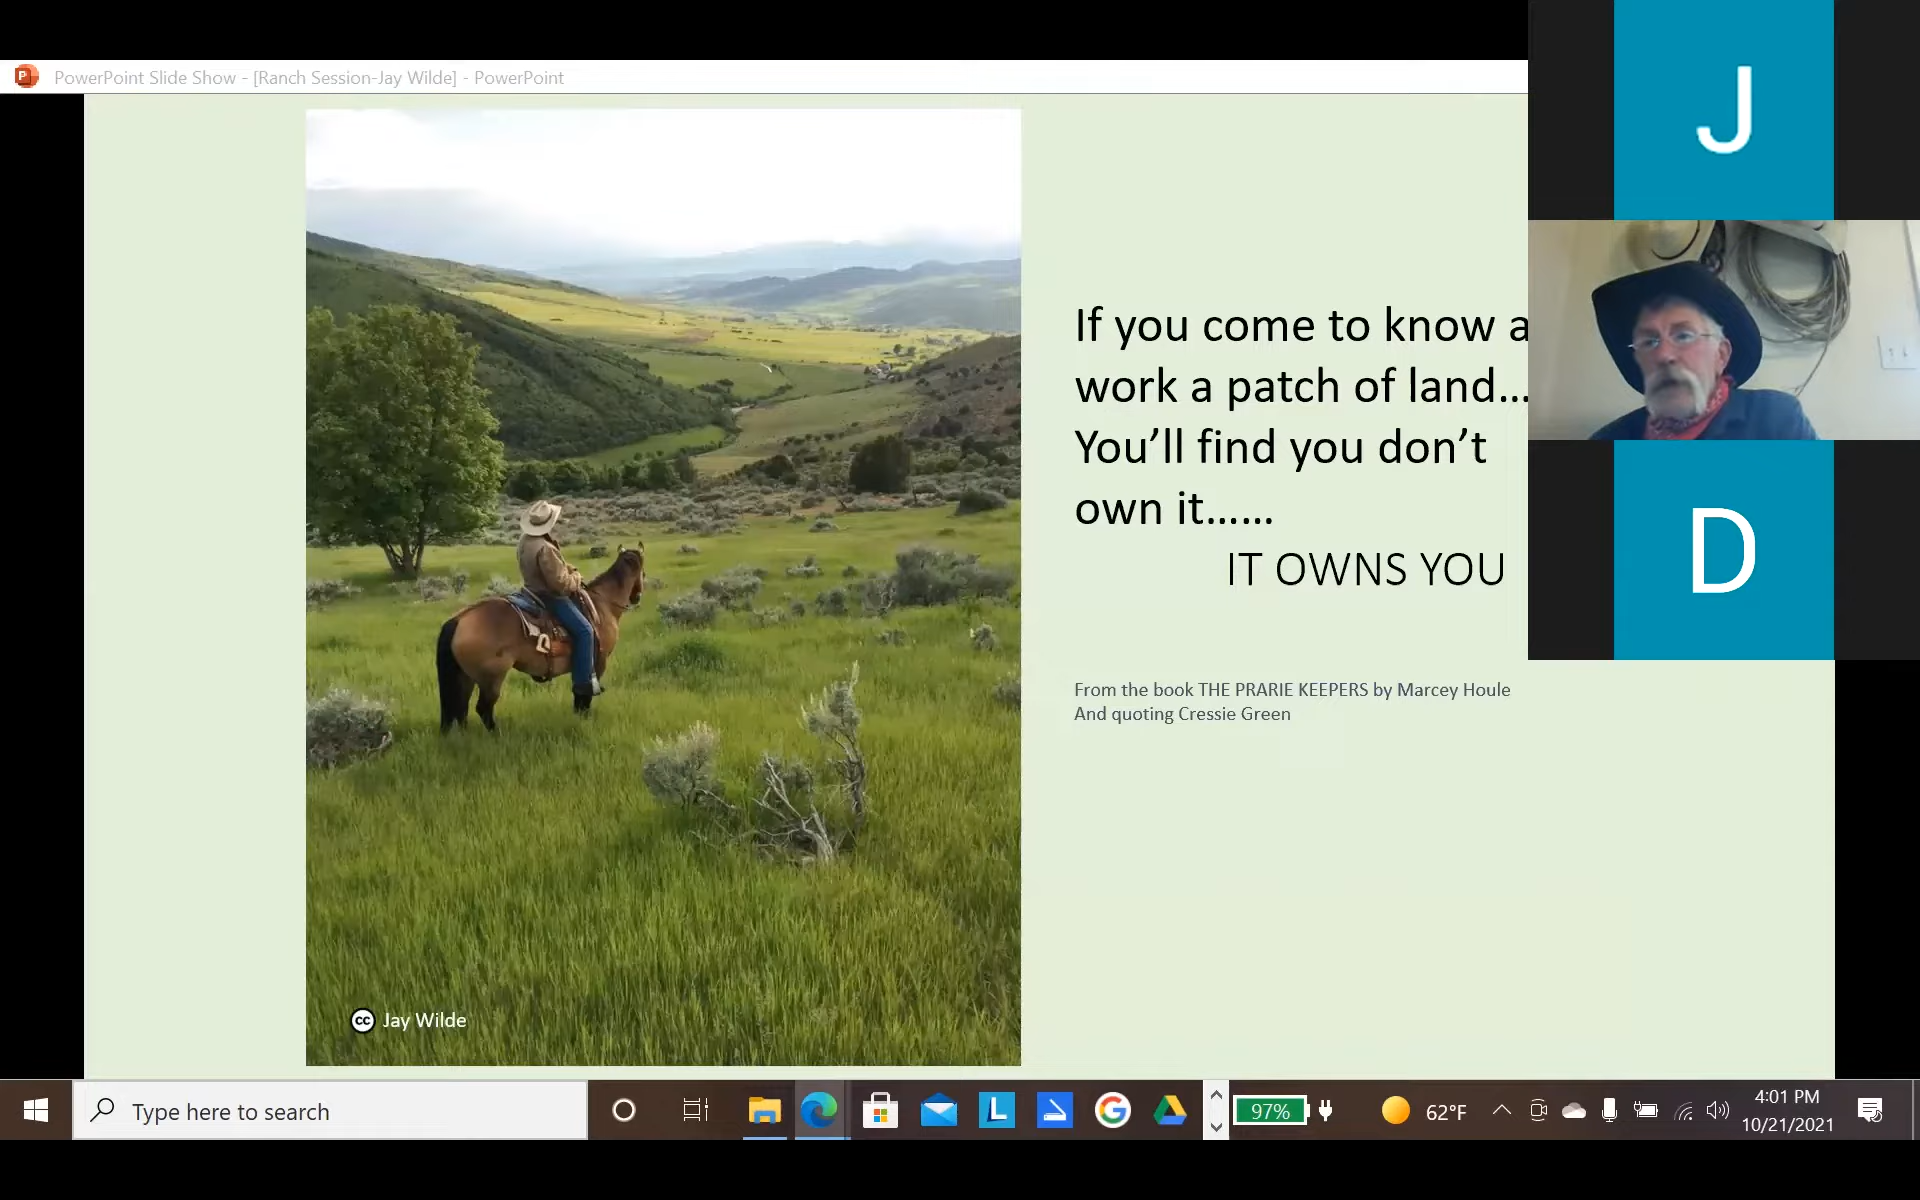 PowerPoint Slide Show - [Ranch Session-Jay Wilde] - PowerPoint
J
If you come to know a
work a patch of land...
You'll find you don't
own it......
IT OWNS YOU
D
From the book THE PRARIE KEEPERS by Marcey Houle
And quoting Cressie Green
cc Jay Wilde
Type here to search
L
G
97%
62°F
4:01 PM
10/21/2021